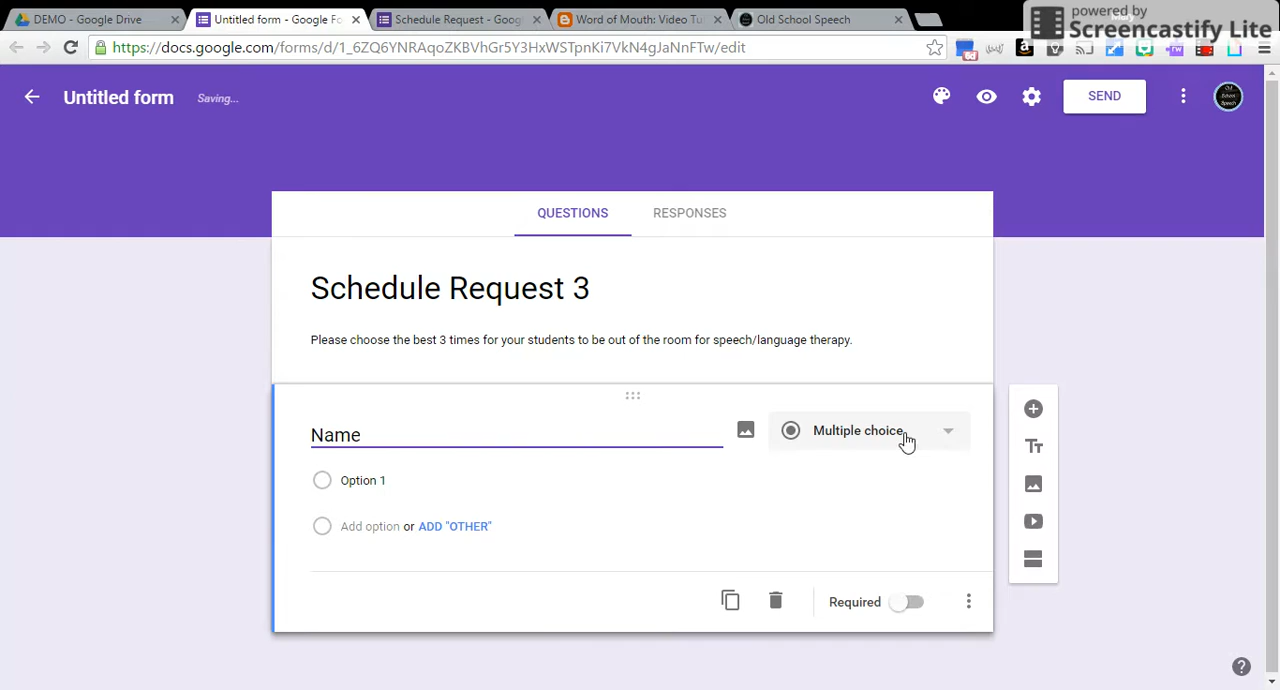 DEMO - Google Drive
Untitled form - Google Fo
Schedule Request - Goog
Word of Mouth: Video Tu
Old School Speech
powered by
Screencastify Lite
https://docs.google.com/forms/d/1_6ZQ6YNRAqoZKBVhGr5Y3HxWSTpnKi7VkN4gJaNnFTw/edit
Untitled form
Saving...
SEND
QUESTIONS
RESPONSES
Schedule Request 3
Please choose the best 3 times for your students to be out of the room for speech/language therapy.
Name
Multiple choice
Option 1
Add option or ADD "OTHER"
Required